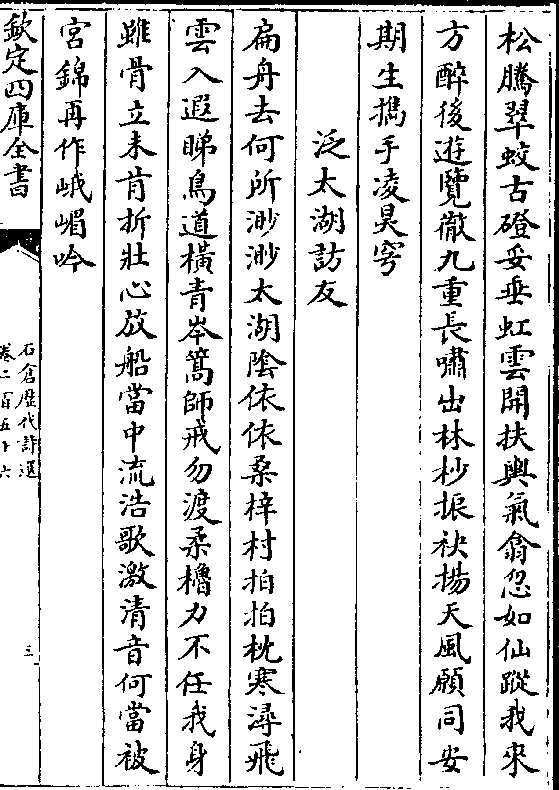 松騰翠蛟古磴妥垂虹雲開扶輿氣翕忽如仙蹤我來
方醉後遊覽徹九重長嘯出林杪振袂揚天風願同安
期生攜手凌昊穹
泛太湖訪友
扁舟去何所渺渺太湖陰依依桑梓村拍拍枕寒潯飛
雲入遐睇鳥道橫青岑篙師戒勿渡柔櫓力不任我身
雖骨立未肯折壯心放船當中流浩歌激清音何當被
宮錦再作峨嵋吟
欽定四庫全書
石倉歷代詩選
卷二百五十六
三